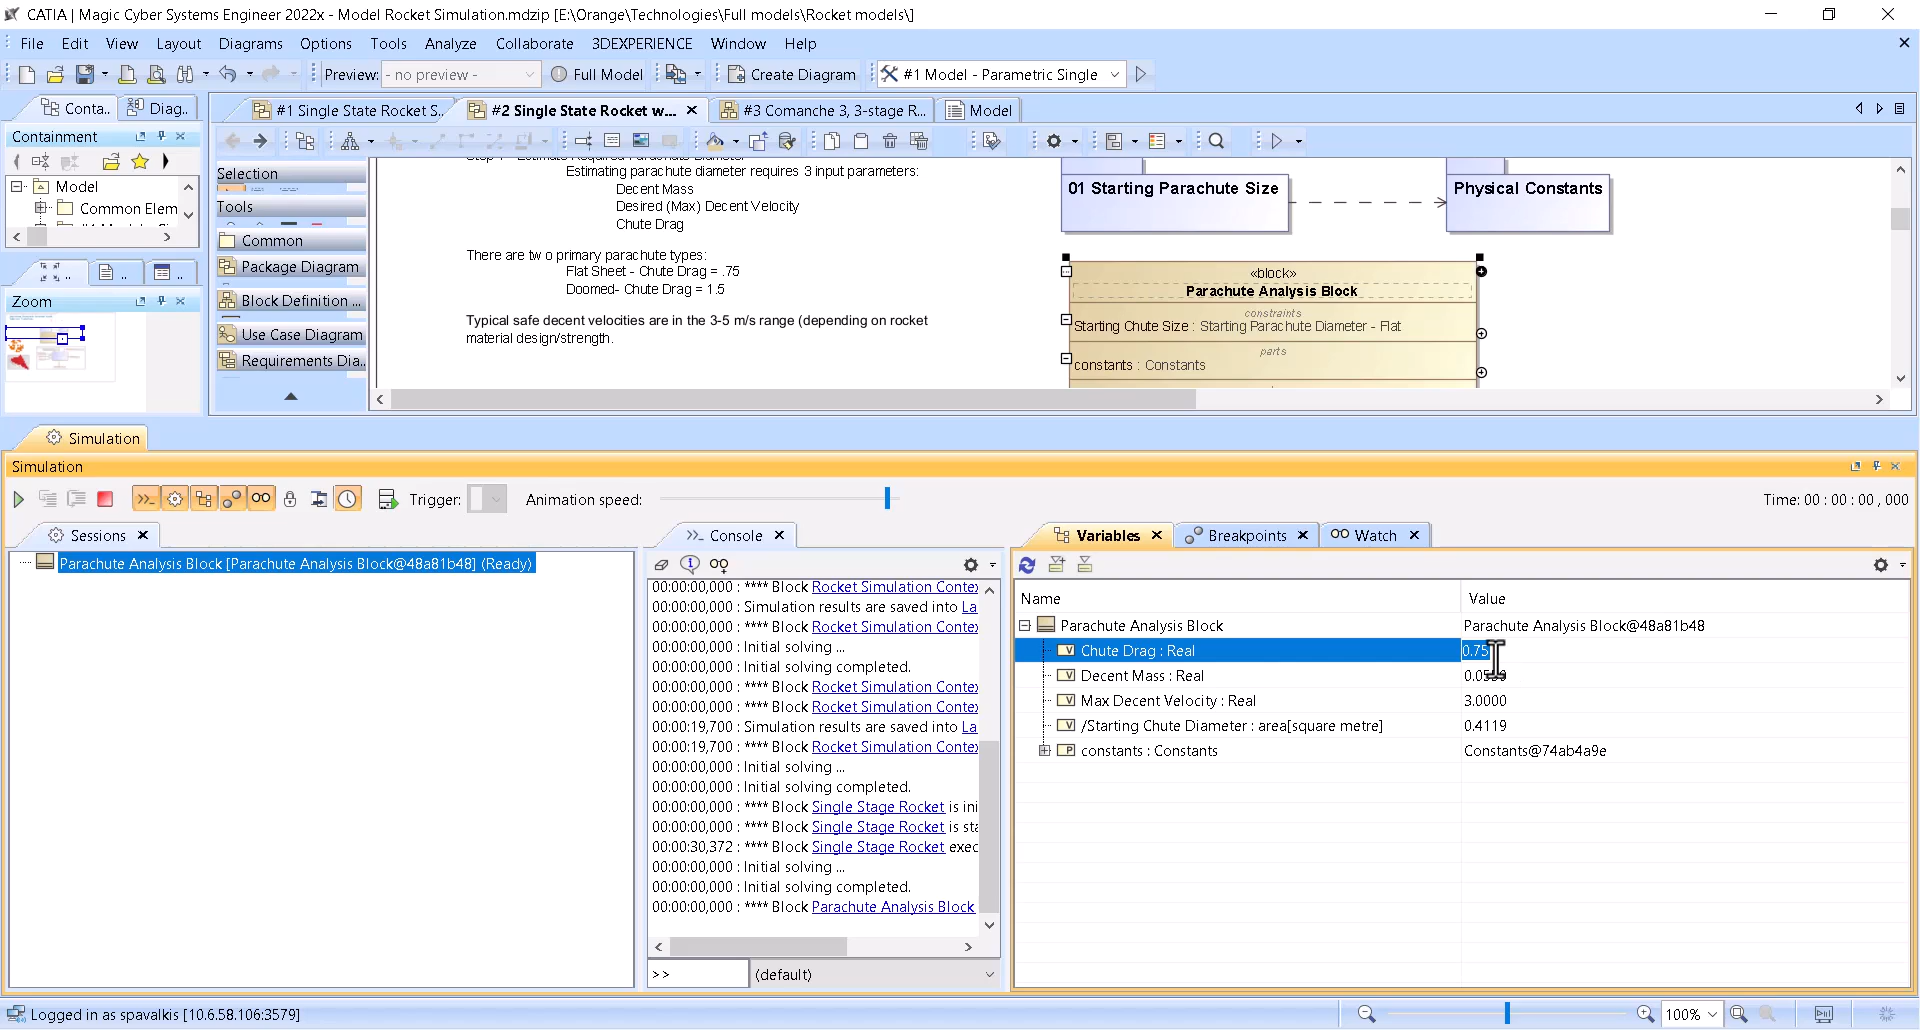 CATIA | Magic Cyber Systems Engineer 2022x - Model Rocket Simulation.mdzip [E:\Orange\Technologies\Full models\Rocket models\]
File Edit View Layout Diagrams Options Tools Analyze Collaborate 3DEXPERIENCE Window Help
Preview: - no preview - Full Model Create Diagram #1 Model - Parametric Single
Conta.. Diag..
#1 Single State Rocket S.. #2 Single State Rocket w... #3 Comanche 3, 3-stage R... Model
Containment
Model
Common Elem
Zoom
Selection
Tools
Common
Package Diagram
Block Definition ...
Use Case Diagram
Requirements Dia..
Estimating parachute diameter requires 3 input parameters:
Decent Mass
Desired (Max) Decent Velocity
Chute Drag
There are tw o primary parachute types:
Flat Sheet - Chute Drag = .75
Doomed- Chute Drag = 1.5
Typical safe decent velocities are in the 3-5 m/s range (depending on rocket
material design/strength.
01 Starting Parachute Size
Physical Constants
«block»
Parachute Analysis Block
constraints
Starting Chute Size : Starting Parachute Diameter - Flat
parts
constants : Constants
Simulation
Simulation
Trigger: Animation speed: Time: 00 : 00 : 00 , 000
Sessions
Parachute Analysis Block [Parachute Analysis Block@48a81b48] (Ready)
Console
00:00:00,000 : **** Block Rocket Simulation Conte
00:00:00,000 : Simulation results are saved into La
00:00:00,000 : **** Block Rocket Simulation Conte
00:00:00,000 : Initial solving ...
00:00:00,000 : Initial solving completed.
00:00:00,000 : **** Block Rocket Simulation Conte
00:00:00,000 : **** Block Rocket Simulation Conte
00:00:19,700 : Simulation results are saved into La
00:00:19,700 : **** Block Rocket Simulation Conte
00:00:00,000 : Initial solving ...
00:00:00,000 : Initial solving completed.
00:00:00,000 : **** Block Single Stage Rocket is ini
00:00:00,000 : **** Block Single Stage Rocket is sta
00:00:30,372 : **** Block Single Stage Rocket exec
00:00:00,000 : Initial solving ...
00:00:00,000 : Initial solving completed.
00:00:00,000 : **** Block Parachute Analysis Block
>> (default)
Variables Breakpoints Watch
Name Value
Parachute Analysis Block Parachute Analysis Block@48a81b48
Chute Drag : Real 0.75
Decent Mass : Real
Max Decent Velocity : Real 3.0000
/Starting Chute Diameter : area[square metre] 0.4119
constants : Constants Constants@74ab4a9e
Logged in as spavalkis [10.6.58.106:3579] 100%